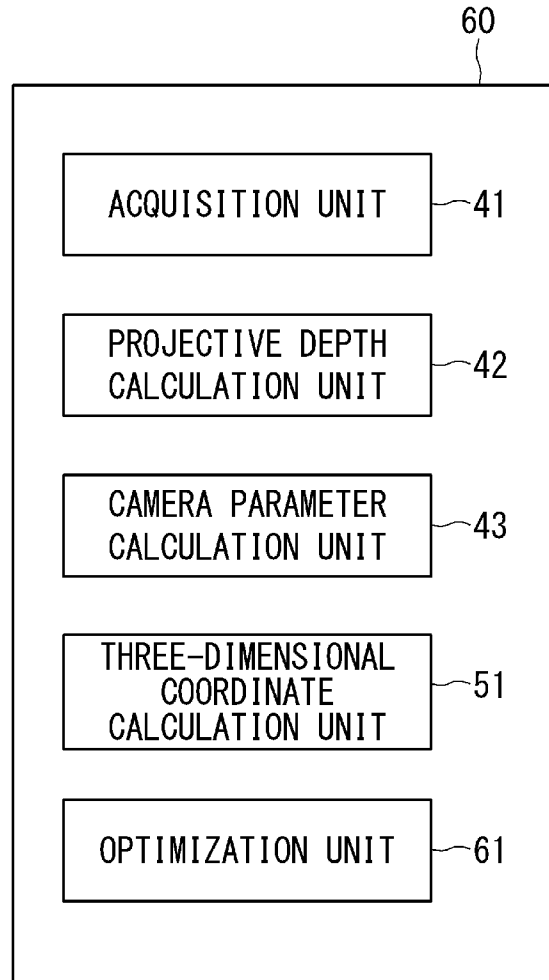 60
ACQUISITION UNIT
41
PROJECTIVE DEPTH
CALCULATION UNIT
42
CAMERA PARAMETER
CALCULATION UNIT
43
THREE-DIMENSIONAL
COORDINATE
CALCULATION UNIT
51
OPTIMIZATION UNIT
61